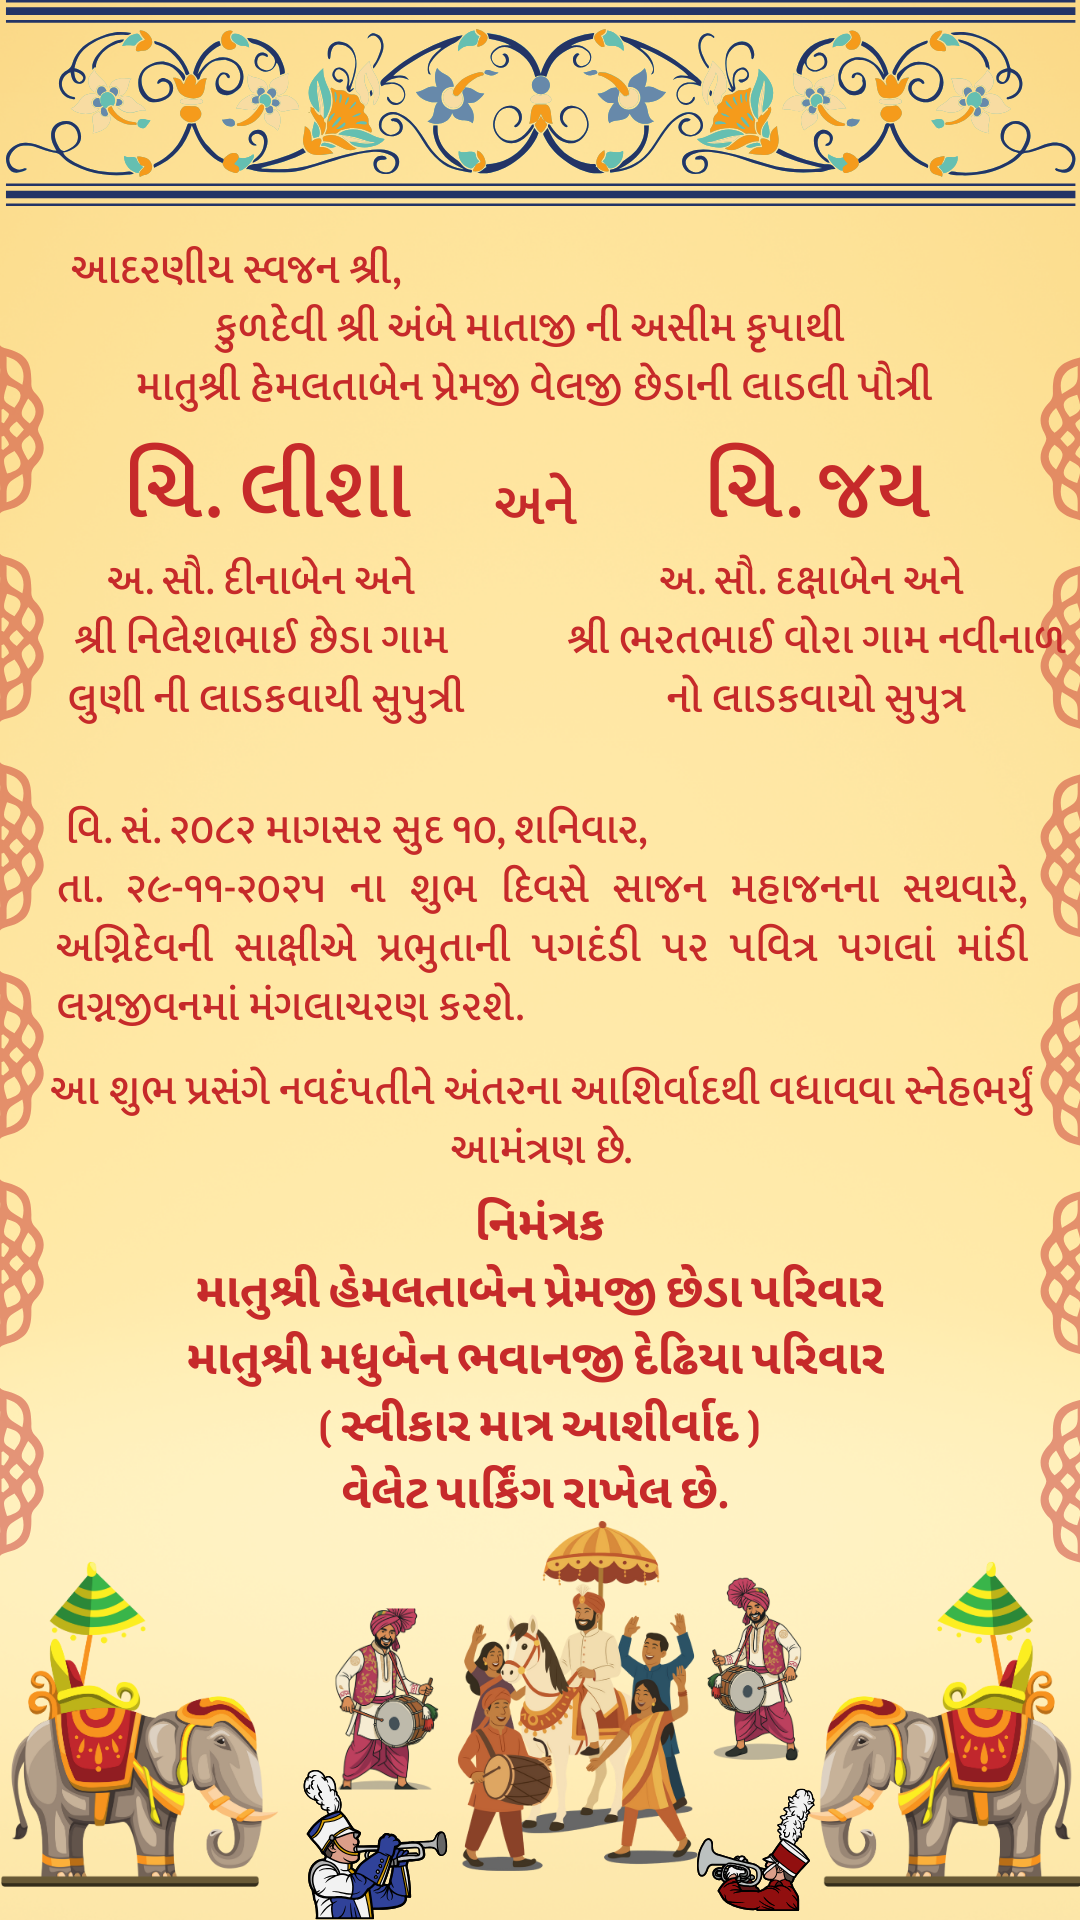 આદરણીય સ્વજન શ્રી,
કુળદેવી શ્રી અંબે માતાજી ની અસીમ કૃપાથી
માતુશ્રી હેમલતાબેન પ્રેમજી વેલજી છેડાની લાડલી પૌત્રી
ચિ. લીશા અને ચિ. જય
અ. સૌ. દીનાબેન અને
શ્રી નિલેશભાઈ છેડા ગામ
લુણી ની લાડકવાયી સુપુત્રી
અ. સૌ. દક્ષાબેન અને
શ્રી ભરતભાઈ વોરા ગામ નવીનાળ
નો લાડકવાયો સુપુત્ર
વિ. સં. ૨૦૮૨ માગસર સુદ ૧૦, શનિવાર,
તા. ૨૯-૧૧-૨૦૨૫ ના શુભ દિવસે સાજન મહાજનના સથવારે,
અગ્નિદેવની સાક્ષીએ પ્રભુતાની પગદંડી પર પવિત્ર પગલાં માંડી
લગ્નજીવનમાં મંગલાચરણ કરશે.
આ શુભ પ્રસંગે નવદંપતીને અંતરના આશિર્વાદથી વધાવવા સ્નેહભર્યું
આમંત્રણ છે.
નિમંત્રક
માતુશ્રી હેમલતાબેન પ્રેમજી છેડા પરિવાર
માતુશ્રી મધુબેન ભવાનજી દેઢિયા પરિવાર
( સ્વીકાર માત્ર આશીર્વાદ )
વેલેટ પાર્કિંગ રાખેલ છે.